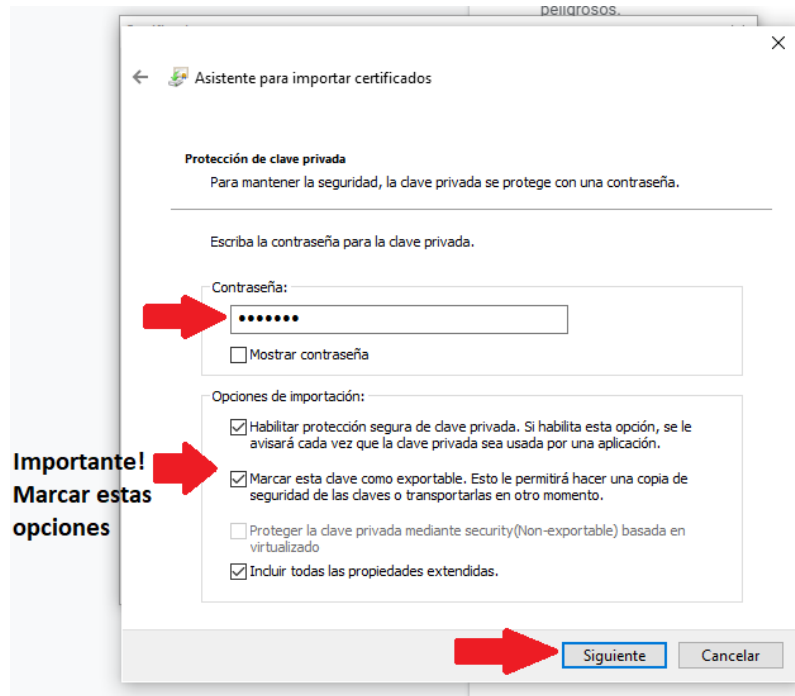 peligrosos.
Asistente para importar certificados
Protección de clave privada
Para mantener la seguridad, la clave privada se protege con una contraseña.
Escriba la contraseña para la clave privada.
Contraseña:
•••••••
Mostrar contraseña
Opciones de importación:
Habilitar protección segura de clave privada. Si habilita esta opción, se le
avisará cada vez que la clave privada sea usada por una aplicación.
Importante!
Marcar estas
opciones
Marcar esta clave como exportable. Esto le permitirá hacer una copia de
seguridad de las claves o transportarlas en otro momento.
Proteger la clave privada mediante security(Non-exportable) basada en
virtualizado
Incluir todas las propiedades extendidas.
Siguiente
Cancelar